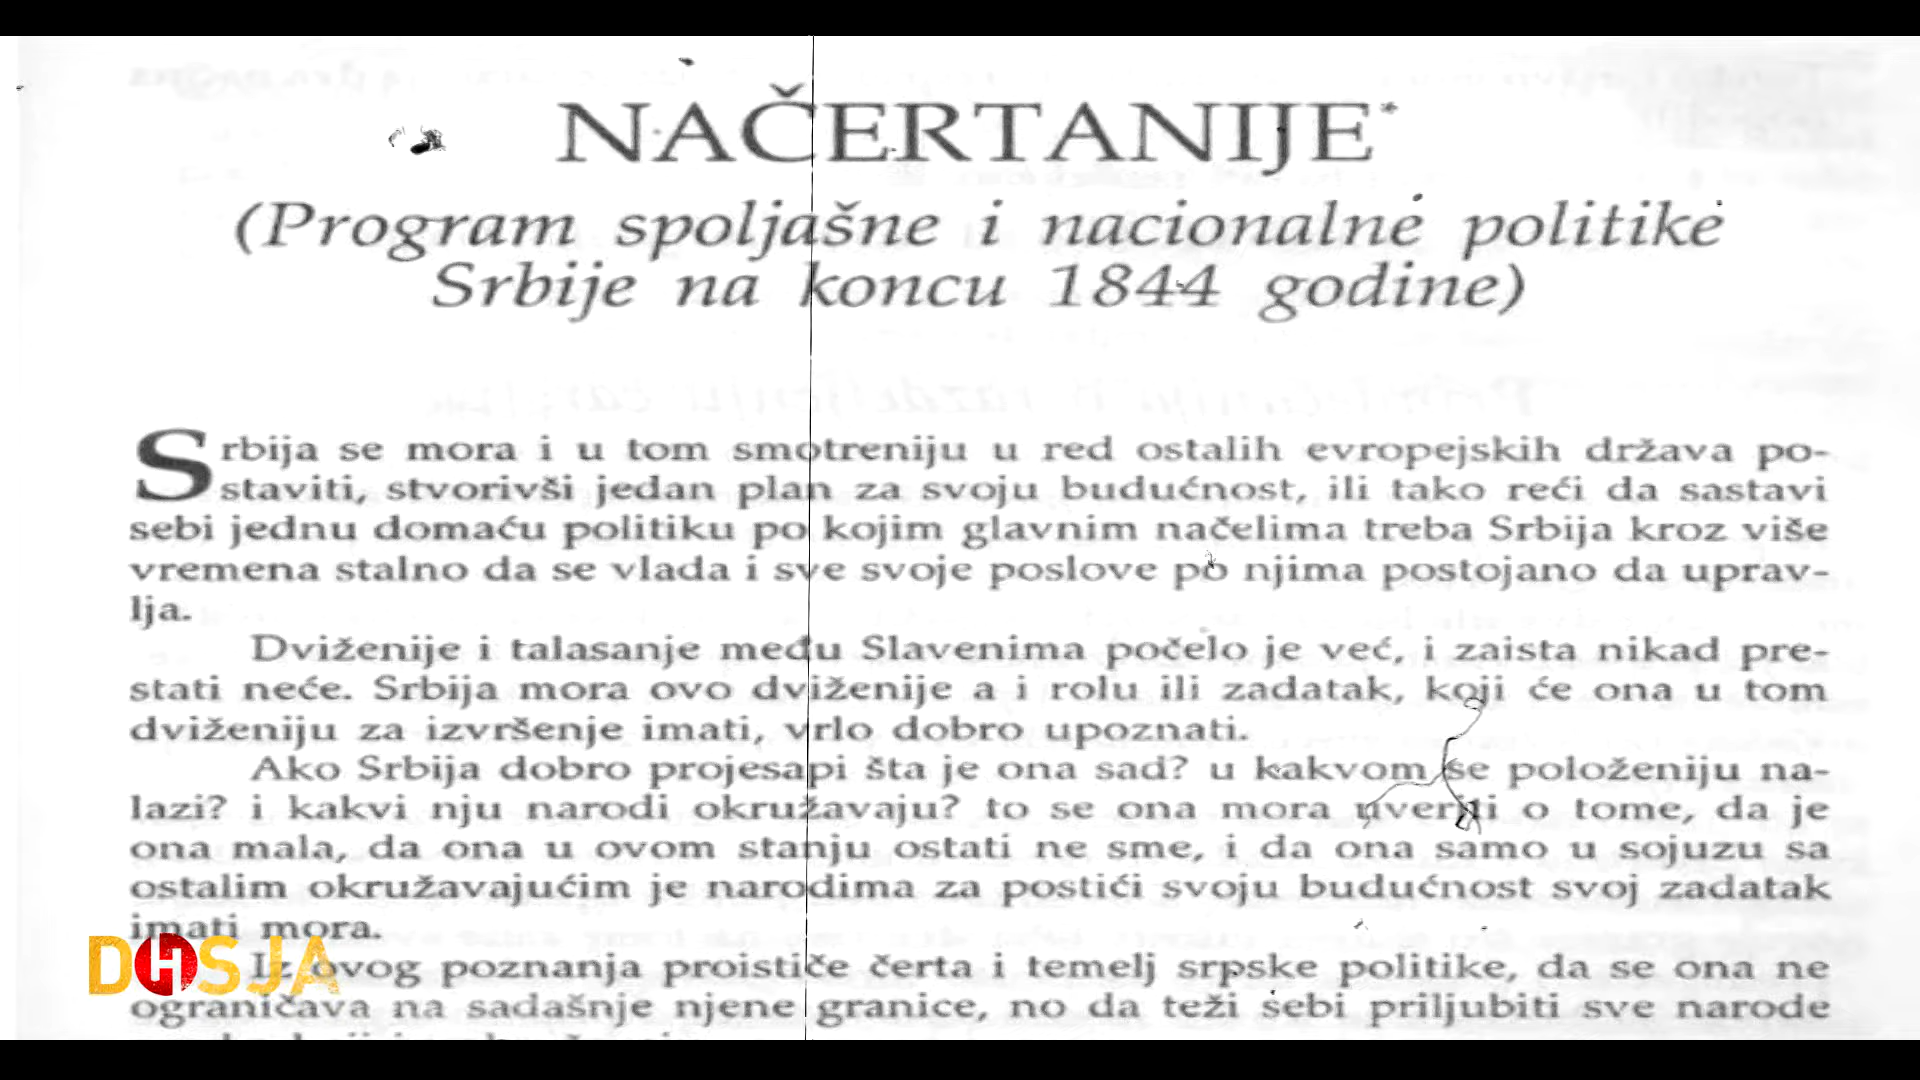 NAČERTANIJE*
(Program spoljašne i nacionalne politike
Srbije na koncu 1844 godine)
Srbija se mora i u tom smotreniju u red ostalih evropejskih država po-
staviti, stvorivši jedan plan za svoju budućnost, ili tako reći da sastavi
sebi jednu domaću politiku po kojim glavnim načelima treba Srbija kroz više
vremena stalno da se vlada i sve svoje poslove po njima postojano da uprav-
lja.
Dviženije i talasanje među Slavenima počelo je već, i zaista nikad pre-
stati neće. Srbija mora ovo dviženije a i rolu ili zadatak, koji će ona u tom
dviženiju za izvršenje imati, vrlo dobro upoznati.
Ako Srbija dobro projesapi šta je ona sad? u kakvom se položeniju na-
lazi? i kakvi nju narodi okružavaju? to se ona mora uveriti o tome, da je
ona mala, da ona u ovom stanju ostati ne sme, i da ona samo u sojuzu sa
ostalim okružavajućim je narodima za postići svoju budućnost svoj zadatak
imati mora.
Iz ovog poznanja proističe čerta i temelj srpske politike, da se ona ne
ograničava na sadašnje njene granice, no da teži sebi priljubiti sve narode
DOSJA